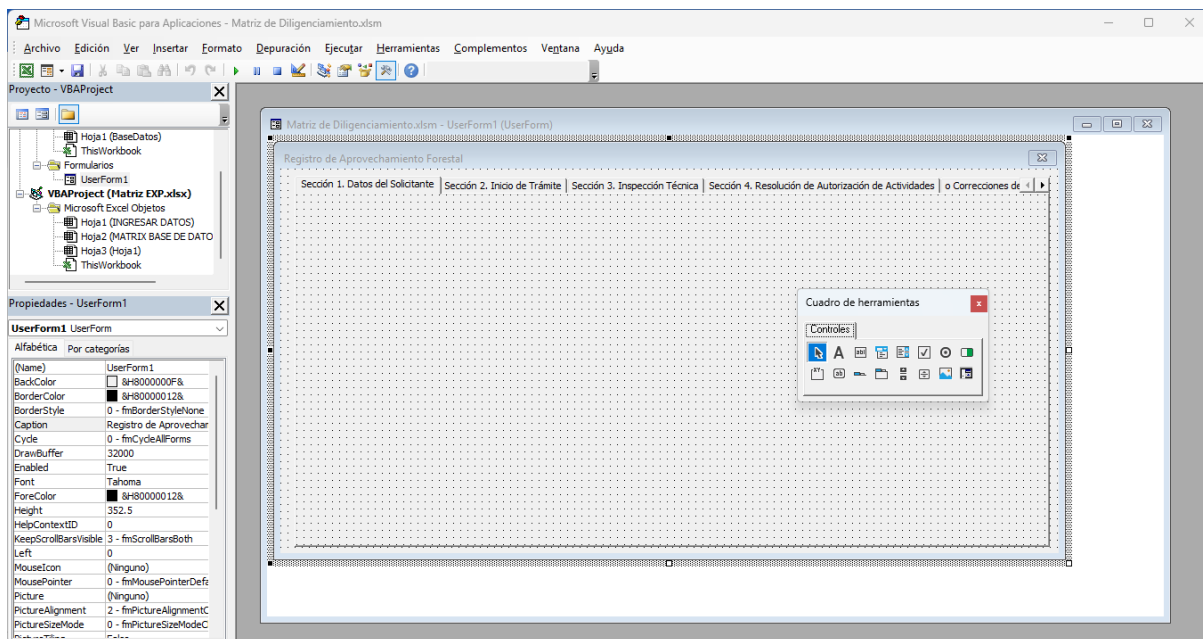 Microsoft Visual Basic para Aplicaciones - Matriz de Diligenciamiento.xlsm
Archivo Edición Ver Insertar Formato Depuración Ejecutar Herramientas Complementos Ventana Ayuda
Proyecto - VBAProject
Hoja1 (BaseDatos)
ThisWorkbook
Formularios
UserForm1
VBAProject (Matriz EXP.xlsx)
Microsoft Excel Objetos
Hoja1 (INGRESAR DATOS)
Hoja2 (MATRIX BASE DE DATO
Hoja3 (Hoja1)
ThisWorkbook
Propiedades - UserForm1
UserForm1 UserForm
Alfabética Por categorías
(Name) UserForm1
BackColor &H8000000F&
BorderColor &H80000012&
BorderStyle 0 - fmBorderStyleNone
Caption Registro de Aprovechar
Cycle 0 - fmCycleAllForms
DrawBuffer 32000
Enabled True
Font Tahoma
ForeColor &H80000012&
Height 352.5
HelpContextID 0
KeepScrollBarsVisible 3 - fmScrollBarsBoth
Left 0
MouseIcon (Ninguno)
MousePointer 0 - fmMousePointerDefa
Picture (Ninguno)
PictureAlignment 2 - fmPictureAlignmentC
PictureSizeMode 0 - fmPictureSizeModeC
Matriz de Diligenciamiento.xlsm - UserForm1 (UserForm)
Registro de Aprovechamiento Forestal
Sección 1. Datos del Solicitante Sección 2. Inicio de Trámite Sección 3. Inspección Técnica Sección 4. Resolución de Autorización de Actividades o Correcciones de
Cuadro de herramientas
Controles
A abl
XY ab